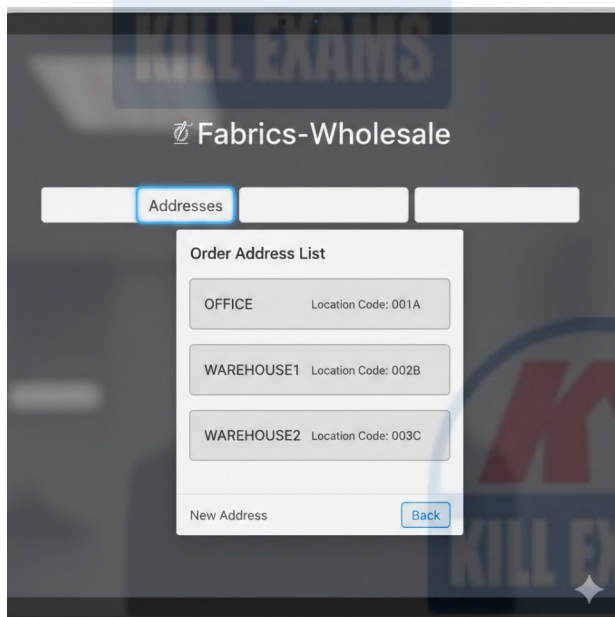 KILL EXAMS
Fabrics-Wholesale
Addresses
Order Address List
OFFICE Location Code: 001A
WAREHOUSE1 Location Code: 002B
WAREHOUSE2 Location Code: 003C
New Address Back
KILL EX